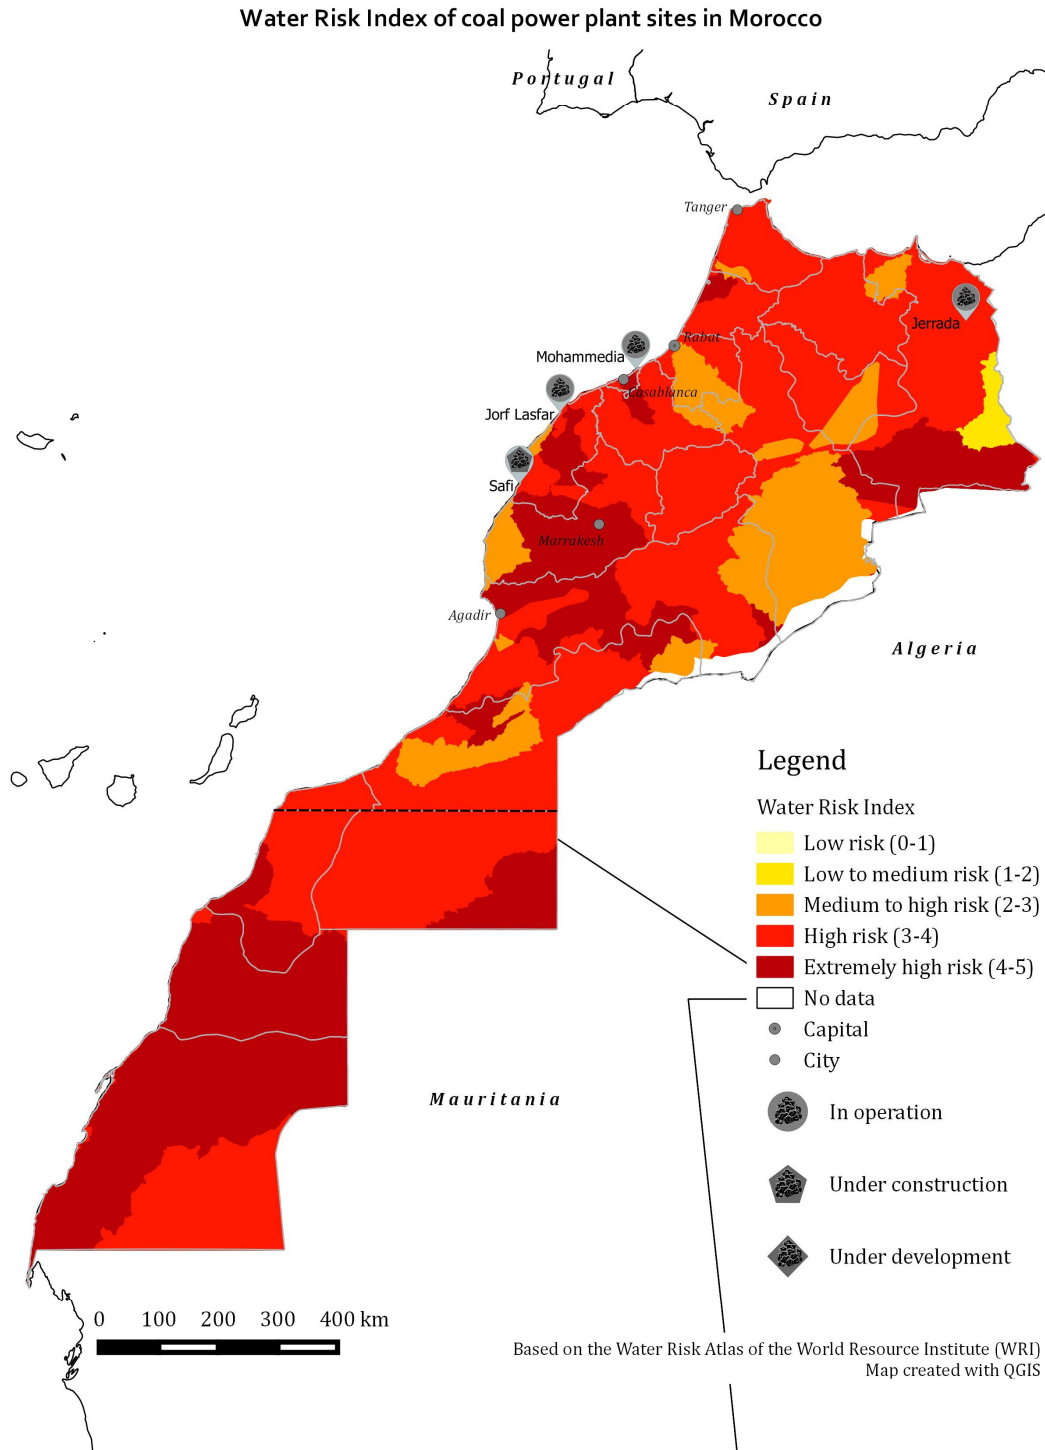 Water Risk Index of coal power plant sites in Morocco
Portugal
Spain
Tanger
Jerrada
Rabat
Mohammedia
Casablanca
Jorf Lasfar
Safi
Marrakesh
Agadir
Algeria
Mauritania
Legend
Water Risk Index
Low risk (0-1)
Low to medium risk (1-2)
Medium to high risk (2-3)
High risk (3-4)
Extremely high risk (4-5)
No data
Capital
City
In operation
Under construction
Under development
0 100 200 300 400 km
Based on the Water Risk Atlas of the World Resource Institute (WRI)
Map created with QGIS